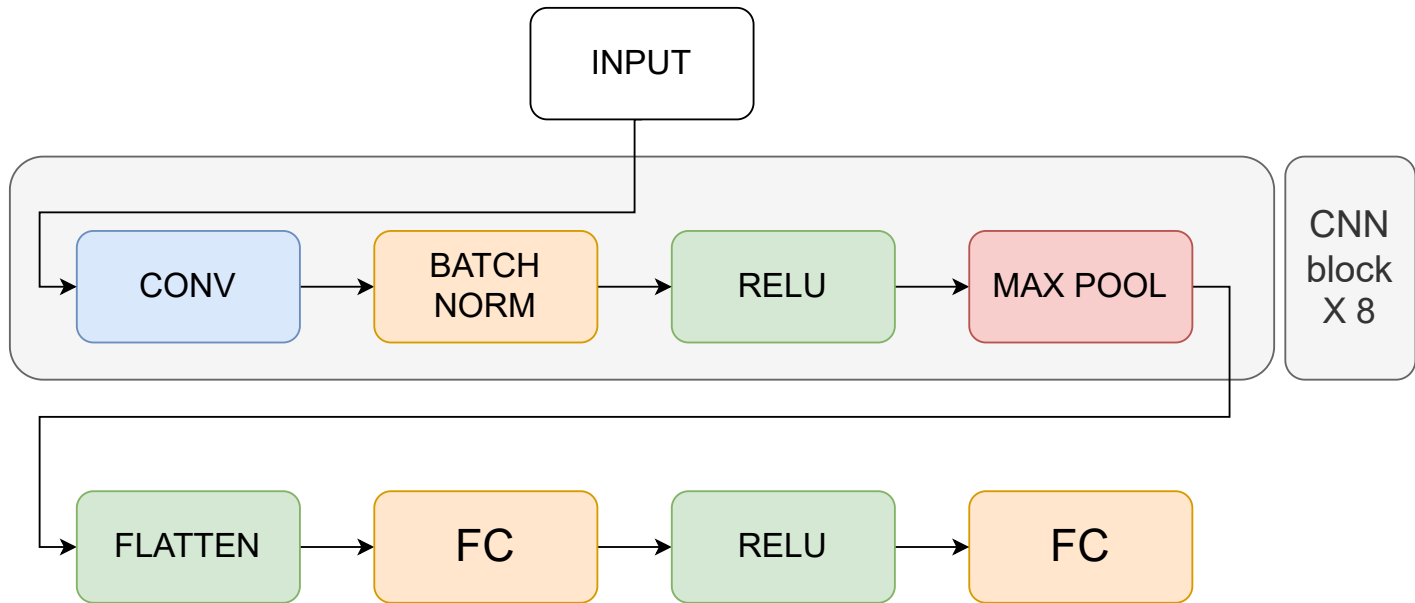 INPUT
CONV
BATCH
NORM
RELU
MAX POOL
CNN
block
X 8
FLATTEN
FC
RELU
FC